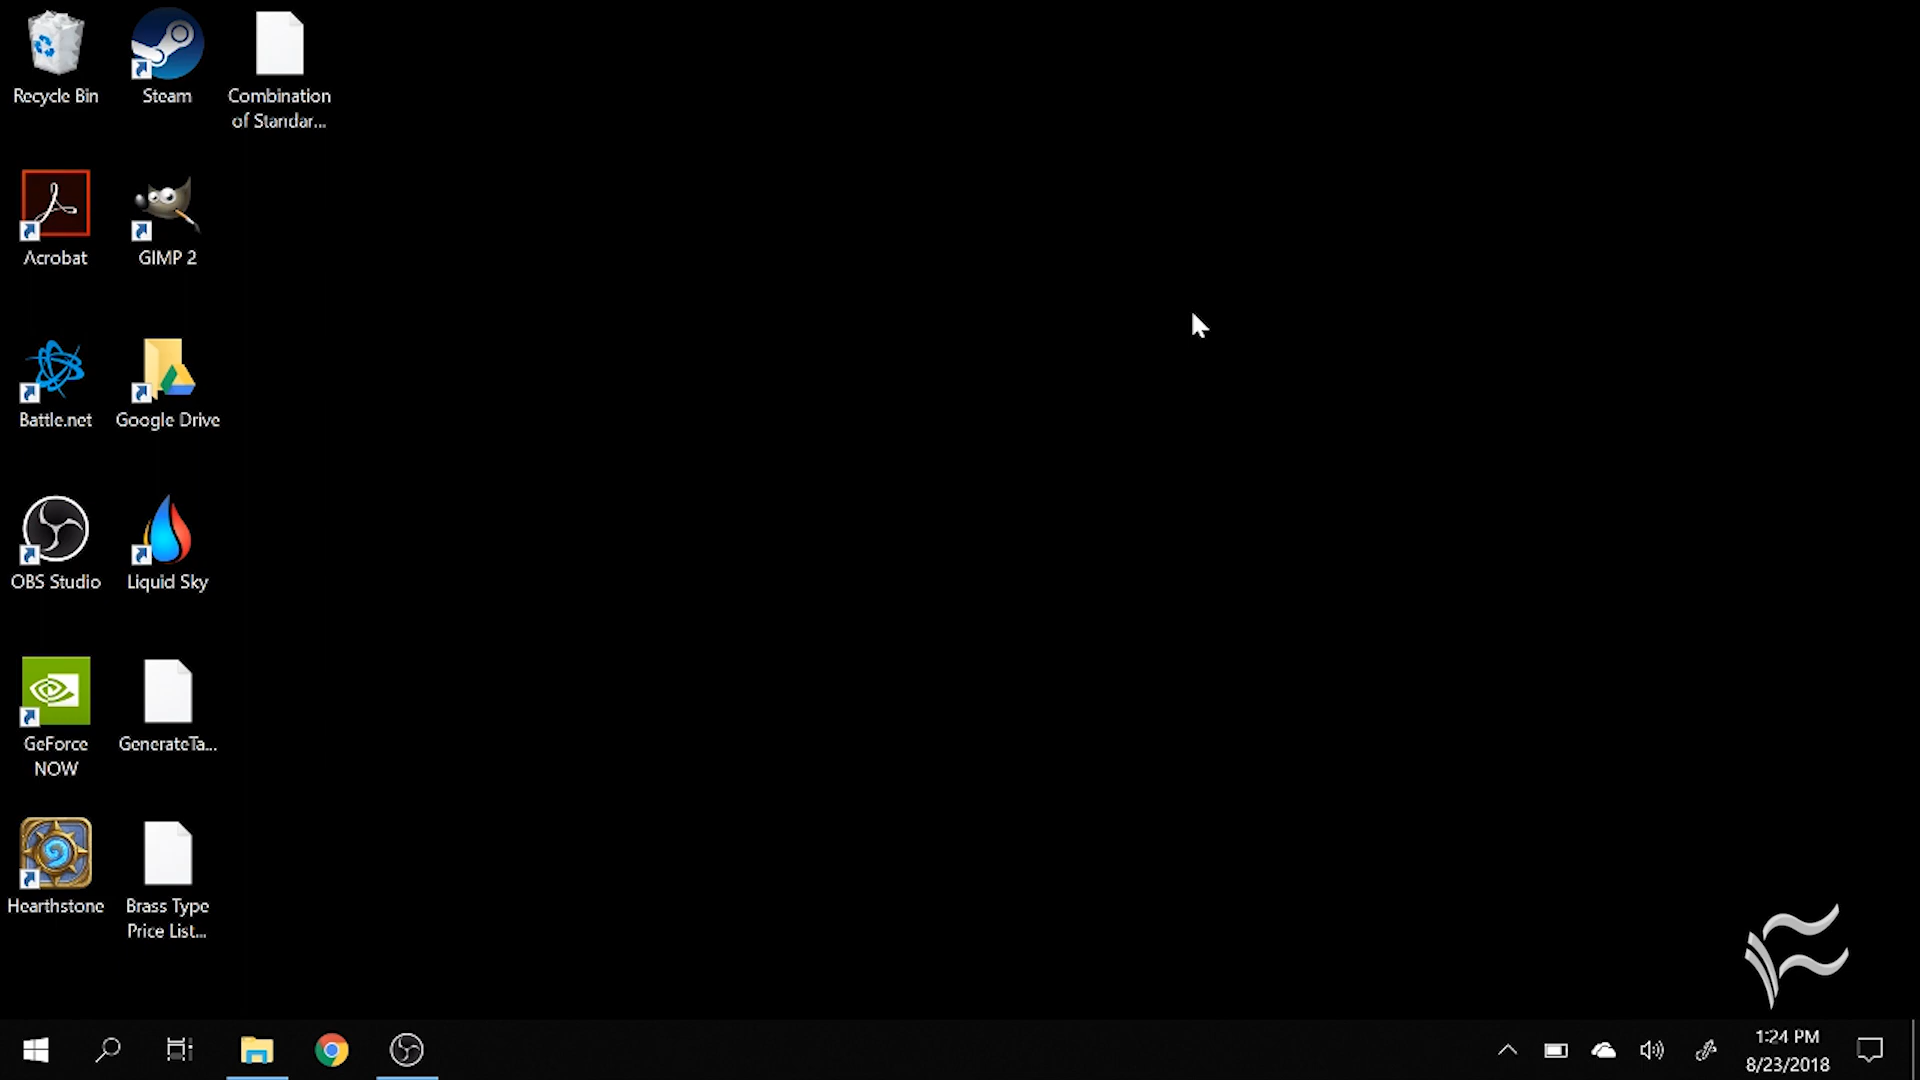 Recycle Bin
Steam
Combination
of Standar...
Acrobat
GIMP 2
Battle.net
Google Drive
OBS Studio
Liquid Sky
GeForce
NOW
GenerateTa...
Hearthstone
Brass Type
Price List...
1:24 PM
8/23/2018